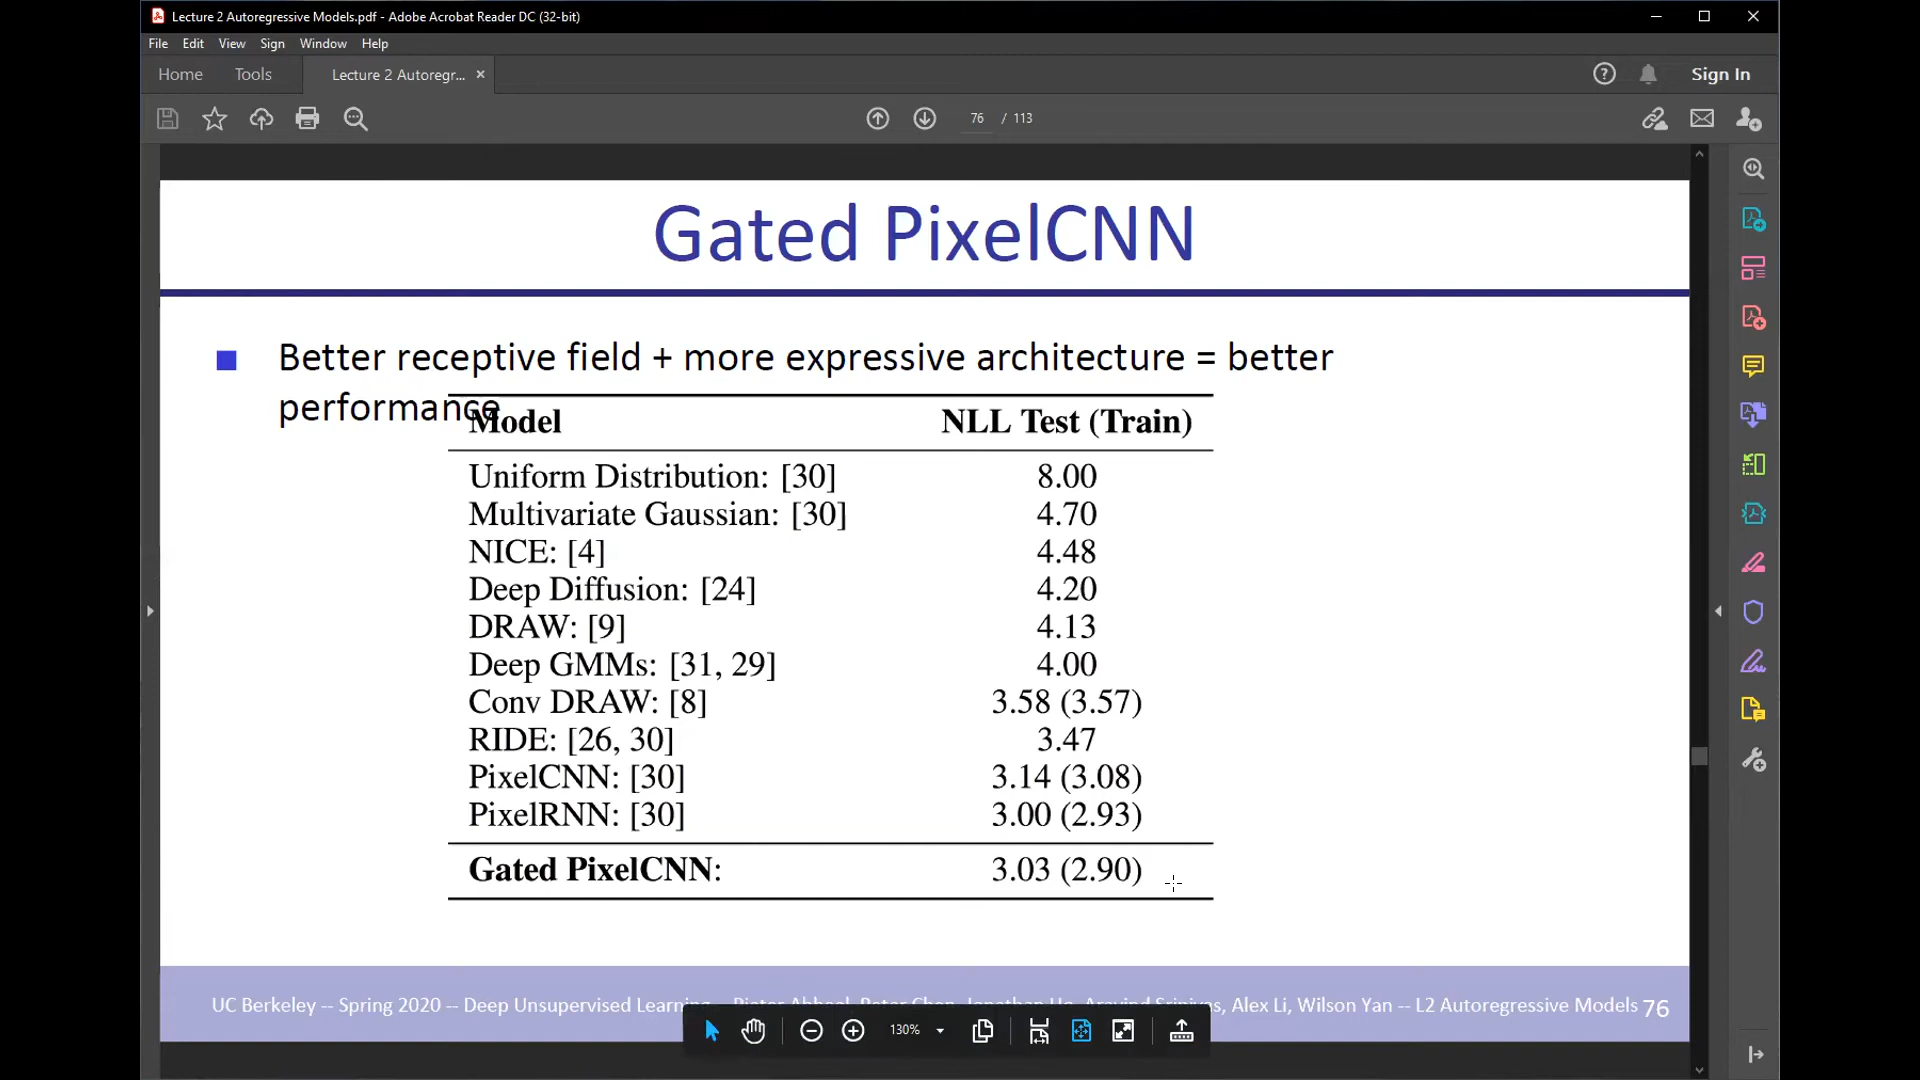 Lecture 2 Autoregressive Models.pdf - Adobe Acrobat Reader DC (32-bit)
File Edit View Sign Window Help
Home Tools Lecture 2 Autoregr... × Sign In
76 / 113
Gated PixelCNN
Better receptive field + more expressive architecture = better
performance
Model NLL Test (Train)
Uniform Distribution: [30] 8.00
Multivariate Gaussian: [30] 4.70
NICE: [4] 4.48
Deep Diffusion: [24] 4.20
DRAW: [9] 4.13
Deep GMMs: [31, 29] 4.00
Conv DRAW: [8] 3.58 (3.57)
RIDE: [26, 30] 3.47
PixelCNN: [30] 3.14 (3.08)
PixelRNN: [30] 3.00 (2.93)
Gated PixelCNN: 3.03 (2.90)
UC Berkeley -- Spring 2020 -- Deep Unsupervised Learning Alex Li, Wilson Yan -- L2 Autoregressive Models 76
130%